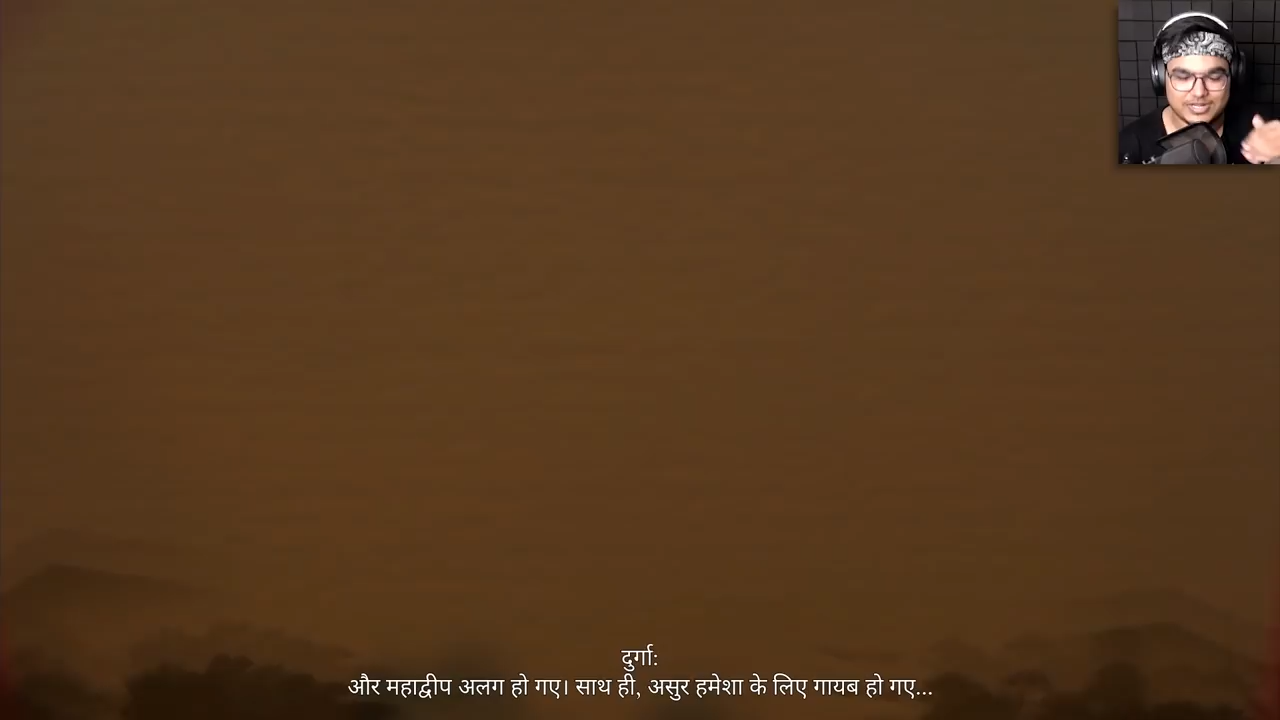 दुर्गा:
और महाद्वीप अलग हो गए। साथ ही, असुर हमेशा के लिए गायब हो गए...